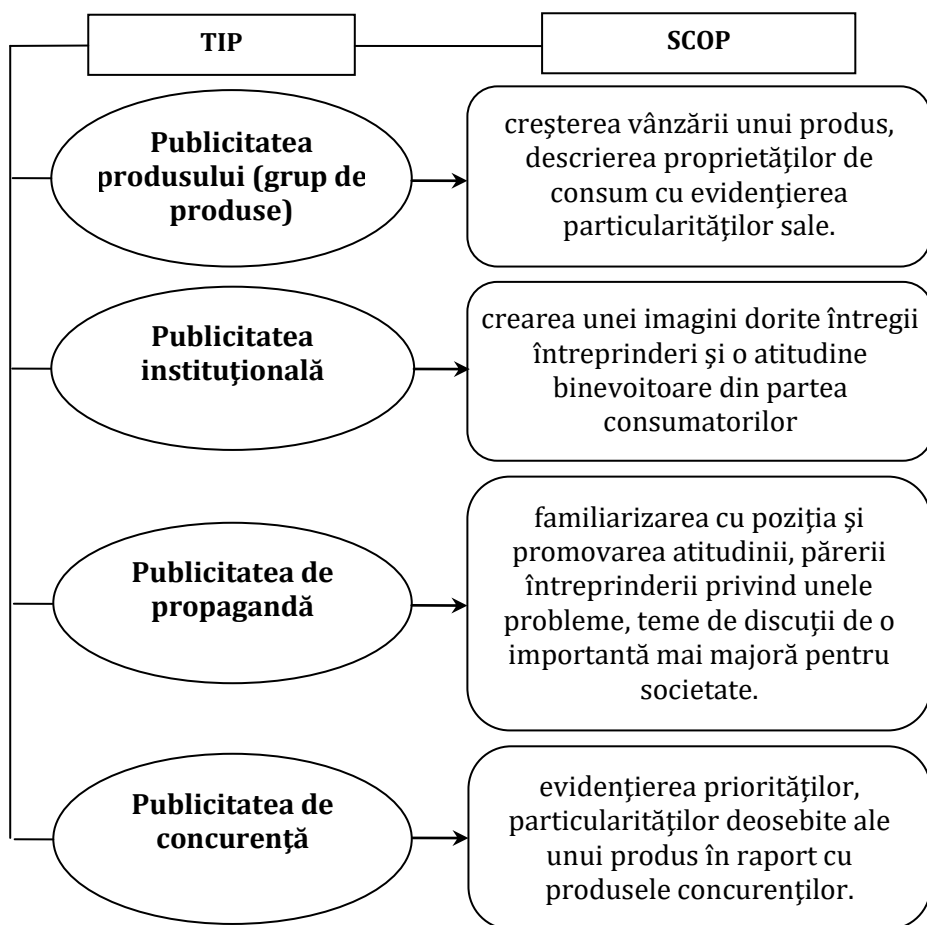 TIP
SCOP
Publicitatea
produsului (grup de
produse)
creşterea vânzării unui produs,
descrierea proprietăţilor de
consum cu evidenţierea
particularităţilor sale.
Publicitatea
instituţională
crearea unei imagini dorite întregii
întreprinderi şi o atitudine
binevoitoare din partea
consumatorilor
Publicitatea de
propagandă
familiarizarea cu poziţia şi
promovarea atitudinii, părerii
întreprinderii privind unele
probleme, teme de discuţii de o
importantă mai majoră pentru
societate.
Publicitatea de
concurenţă
evidenţierea priorităţilor,
particularităţilor deosebite ale
unui produs în raport cu
produsele concurenţilor.